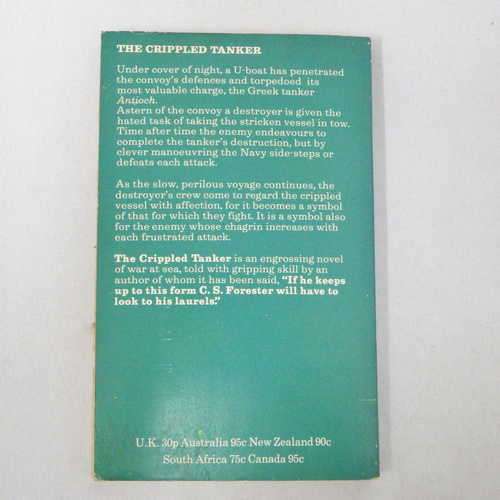 THE CRIPPLED TANKER
Under cover of night, a U-boat has penetrated
the convoy's defences and torpedoed its
most valuable charge, the Greek tanker
Antioch.
Astern of the convoy a destroyer is given the
hated task of taking the stricken vessel in tow.
Time after time the enemy endeavours to
complete the tanker's destruction, but by
clever manoeuvring the Navy side-steps or
defeats each attack.
As the slow, perilous voyage continues, the
destroyer's crew come to regard the crippled
vessel with affection, for it becomes a symbol
of that for which they fight. It is a symbol also
for the enemy whose chagrin increases with
each frustrated attack.
The Crippled Tanker is an engrossing novel
of war at sea, told with gripping skill by an
author of whom it has been said, "If he keeps
up to this form C. S. Forester will have to
look to his laurels."
U.K. 30p Australia 95c New Zealand 90c
South Africa 75c Canada 95c